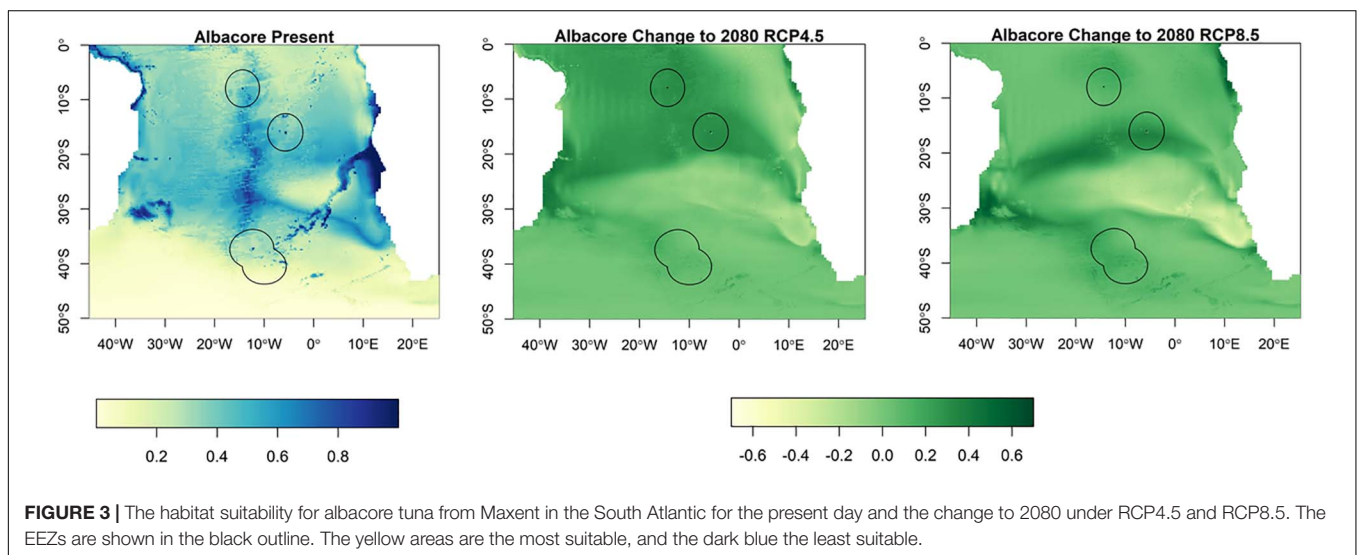 Albacore Present
Albacore Change to 2080 RCP4.5
Albacore Change to 2080 RCP8.5
0° 10°S 20°S 30°S 40°S 50°S
40°W 30°W 20°W 10°W 0° 10°E 20°E
0° 10°S 20°S 30°S 40°S 50°S
40°W 30°W 20°W 10°W 0° 10°E 20°E
0° 10°S 20°S 30°S 40°S 50°S
40°W 30°W 20°W 10°W 0° 10°E 20°E
0.2 0.4 0.6 0.8
-0.6 -0.4 -0.2 0.0 0.2 0.4 0.6
FIGURE 3 | The habitat suitability for albacore tuna from Maxent in the South Atlantic for the present day and the change to 2080 under RCP4.5 and RCP8.5. The
EEZs are shown in the black outline. The yellow areas are the most suitable, and the dark blue the least suitable.